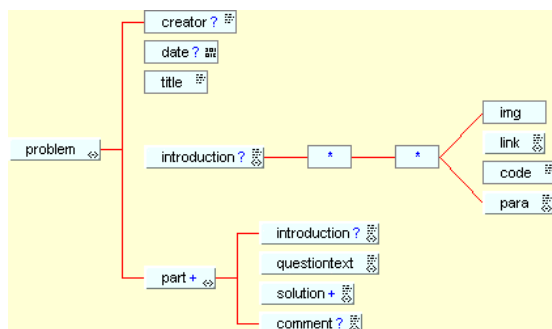 creator ?
date ?
title
img
link
problem
introduction ?
*
*
code
para
introduction ?
questiontext
part +
solution +
comment ?